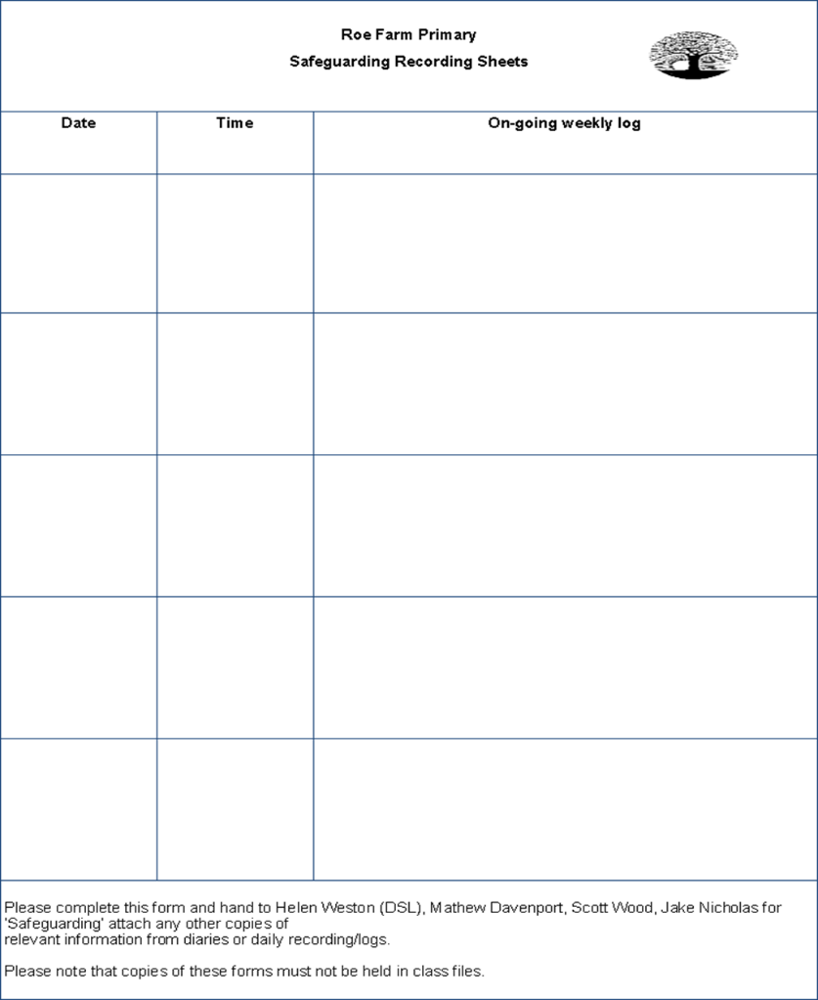 Roe Farm Primary
Safeguarding Recording Sheets
Date Time On-going weekly log
Please complete this form and hand to Helen Weston (DSL), Mathew Davenport, Scott Wood, Jake Nicholas for
'Safeguarding' attach any other copies of
relevant information from diaries or daily recording/logs.
Please note that copies of these forms must not be held in class files.